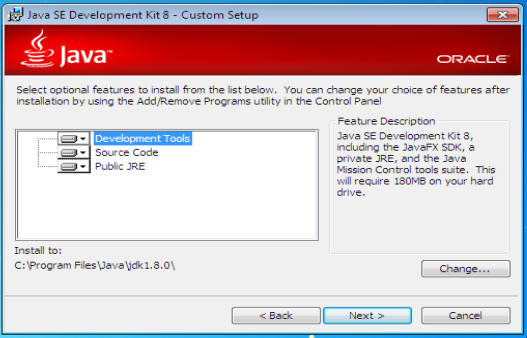 Java SE Development Kit 8 - Custom Setup
Java™
ORACLE
Select optional features to install from the list below. You can change your choice of features after
installation by using the Add/Remove Programs utility in the Control Panel
Development Tools
Source Code
Public JRE
Feature Description
Java SE Development Kit 8,
including the JavaFX SDK, a
private JRE, and the Java
Mission Control tools suite. This
will require 180MB on your hard
drive.
Install to:
C:\Program Files\Java\jdk1.8.0\
Change...
< Back
Next >
Cancel